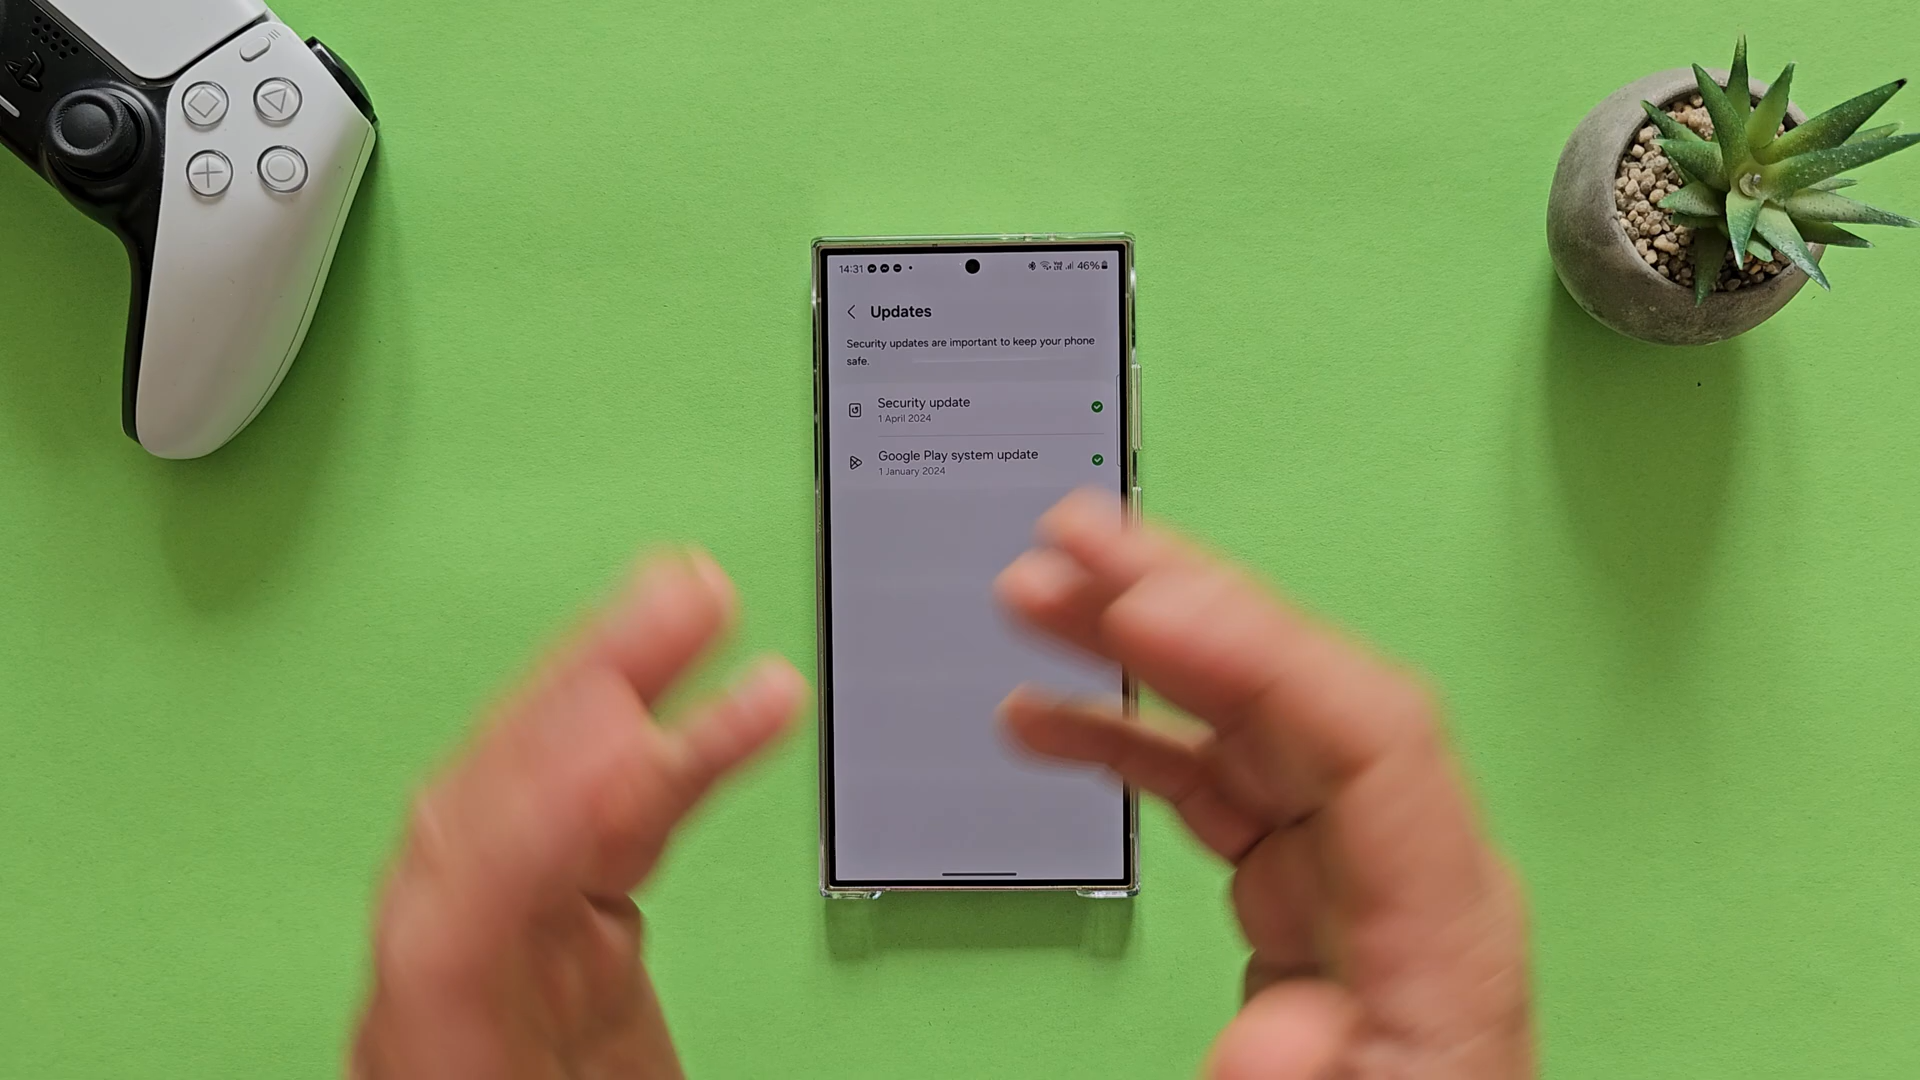 14:31 46%
Updates
Security updates are important to keep your phone
safe.
Security update
1 April 2024
Google Play system update
1 January 2024